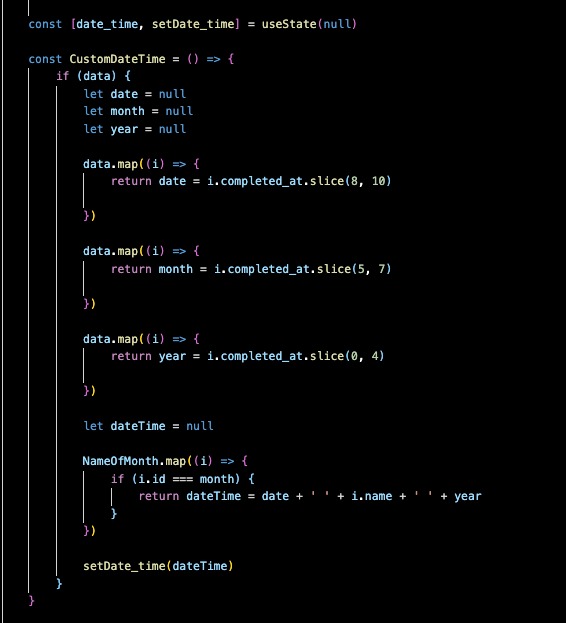 const [date_time, setDate_time] = useState(null)
const CustomDateTime = () => {
if (data) {
let date = null
let month = null
let year = null
data.map((i) => {
return date = i.completed_at.slice(8, 10)
})
data.map((i) => {
return month = i.completed_at.slice(5, 7)
})
data.map((i) => {
return year = i.completed_at.slice(0, 4)
})
let dateTime = null
NameOfMonth.map((i) => {
if (i.id === month) {
return dateTime = date + ' ' + i.name + ' ' + year
}
})
setDate_time(dateTime)
}
}